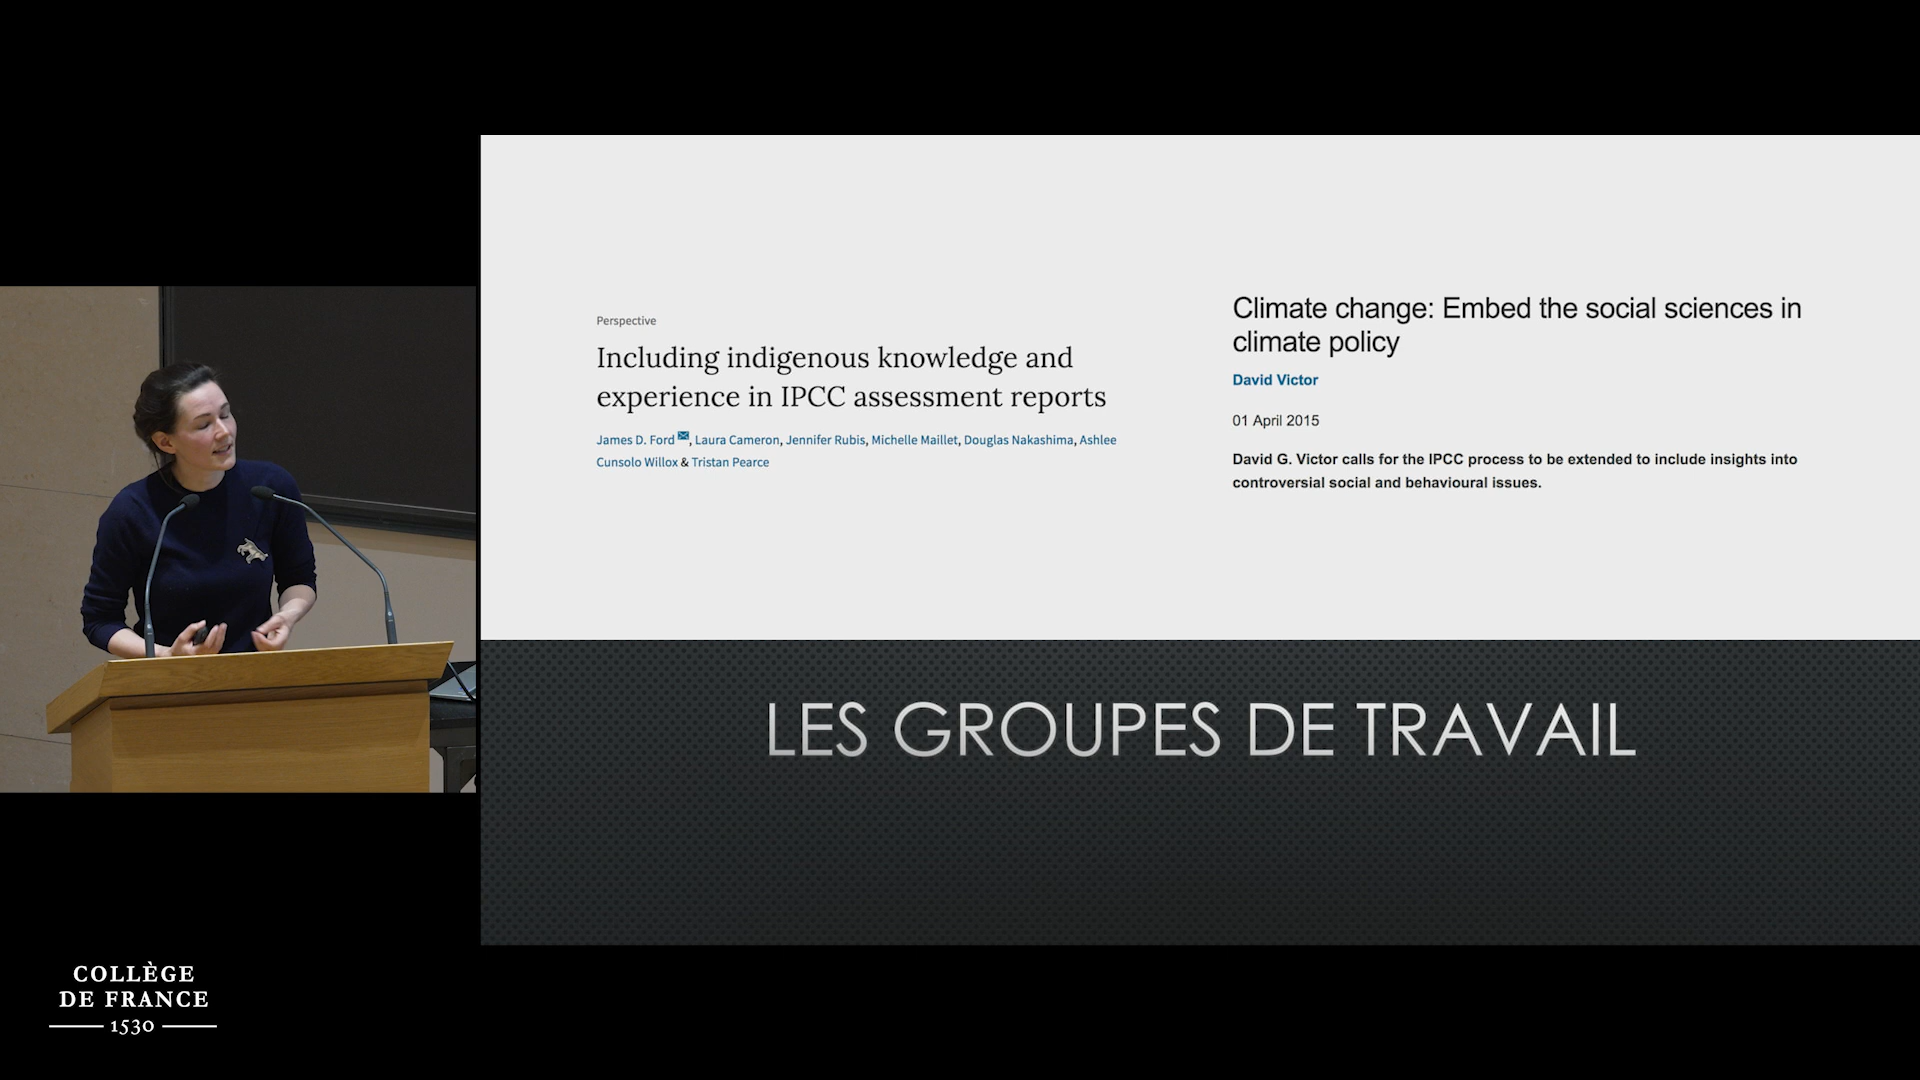 Perspective
Including indigenous knowledge and
experience in IPCC assessment reports
James D. Ford, Laura Cameron, Jennifer Rubis, Michelle Maillet, Douglas Nakashima, Ashlee
Cunsolo Willox & Tristan Pearce
Climate change: Embed the social sciences in
climate policy
David Victor
01 April 2015
David G. Victor calls for the IPCC process to be extended to include insights into
controversial social and behavioural issues.
LES GROUPES DE TRAVAIL
COLLÈGE
DE FRANCE
1530